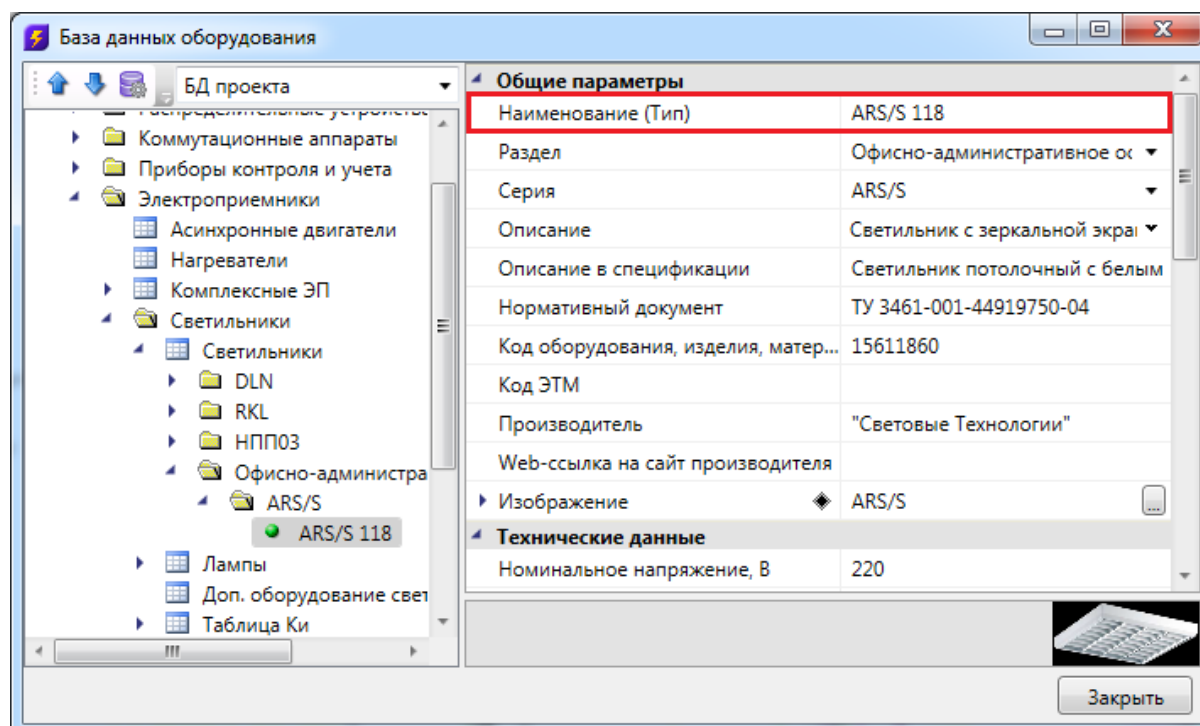 База данных оборудования
БД проекта
Распределительные устройства
Коммутационные аппараты
Приборы контроля и учета
Электроприемники
Асинхронные двигатели
Нагреватели
Комплексные ЭП
Светильники
Светильники
DLN
RKL
НПП03
Офисно-администра
ARS/S
ARS/S 118
Лампы
Доп. оборудование свет
Таблица Ки
Общие параметры
Наименование (Тип) ARS/S 118
Раздел Офисно-административное ос
Серия ARS/S
Описание Светильник с зеркальной экра
Описание в спецификации Светильник потолочный с белым
Нормативный документ ТУ 3461-001-44919750-04
Код оборудования, изделия, матер... 15611860
Код ЭТМ
Производитель "Световые Технологии"
Web-ссылка на сайт производителя
Изображение ARS/S ...
Технические данные
Номинальное напряжение, В 220
Закрыть